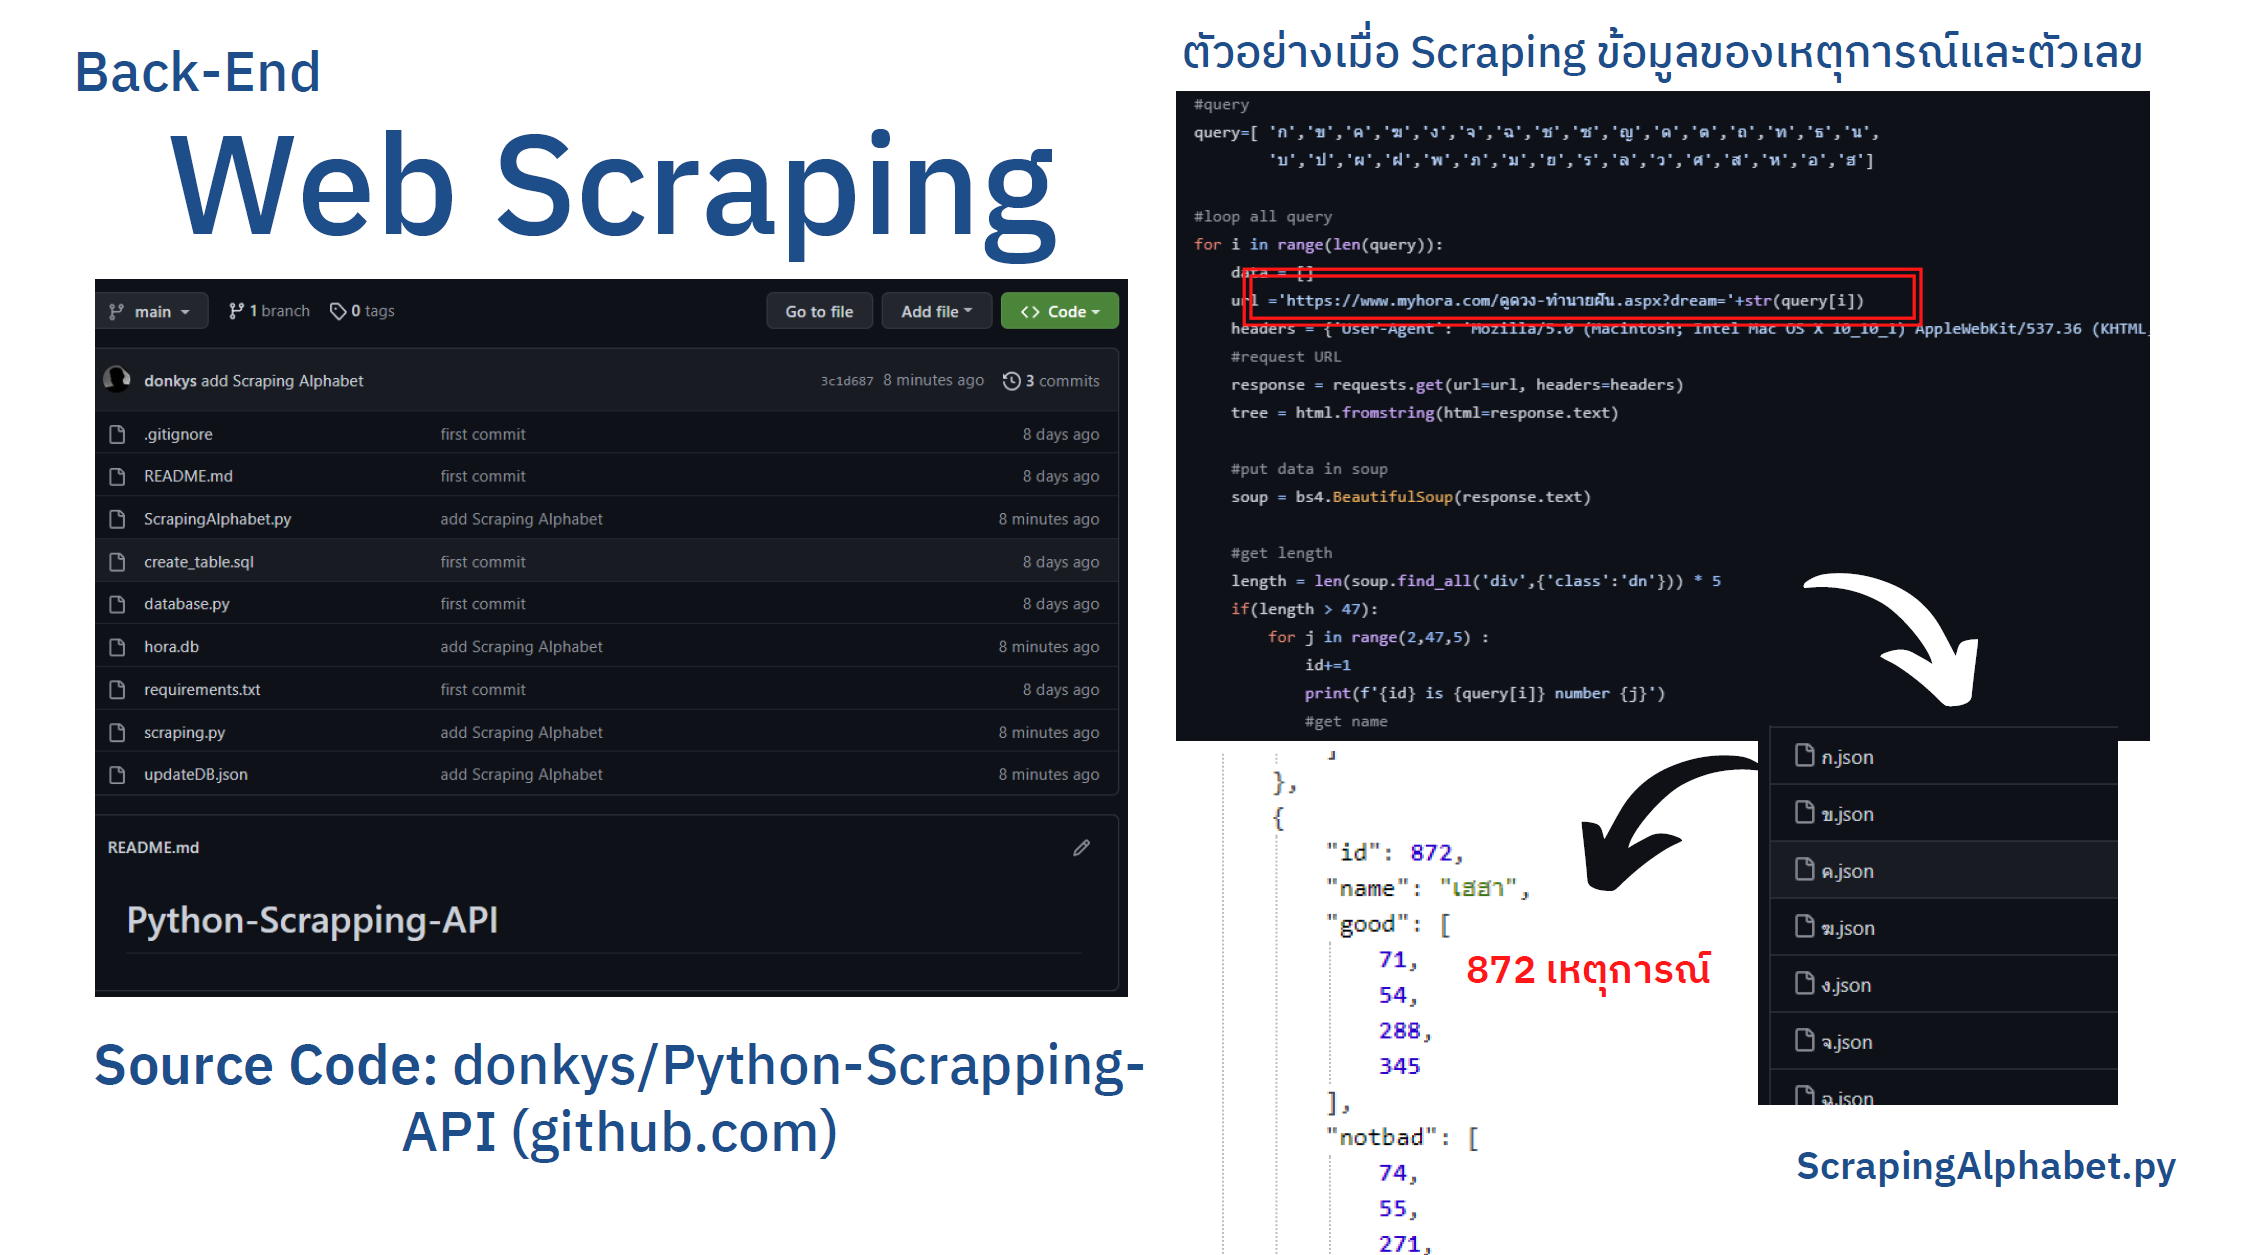 Back-End
Web Scraping
main
1 branch
0 tags
Go to file
Add file
Code
donkys add Scraping Alphabet
3c1d687 8 minutes ago
3 commits
.gitignore first commit 8 days ago
README.md first commit 8 days ago
ScrapingAlphabet.py add Scraping Alphabet 8 minutes ago
create_table.sql first commit 8 days ago
database.py first commit 8 days ago
hora.db add Scraping Alphabet 8 minutes ago
requirements.txt first commit 8 days ago
scraping.py add Scraping Alphabet 8 minutes ago
updateDB.json add Scraping Alphabet 8 minutes ago
README.md
Python-Scrapping-API
Source Code: donkys/Python-Scrapping-
API (github.com)
ตัวอย่างเมื่อ Scraping ข้อมูลของเหตุการณ์และตัวเลข
#query
query=[ 'ก','ข','ค','ฆ','ง','จ','ฉ','ช','ซ','ญ','ด','ต','ถ','ท','ธ','น',
'บ','ป','ผ','ฝ','พ','ภ','ม','ย','ร','ล','ว','ศ','ส','ห','อ','ฮ']
#loop all query
for i in range(len(query)):
data = []
url ='https://www.myhora.com/ดูดวง-ทำนายฝัน.aspx?dream='+str(query[i])
headers = {'User-Agent': 'Mozilla/5.0 (Macintosh; Intel Mac OS X 10_10_1) AppleWebKit/537.36 (KHTML,
#request URL
response = requests.get(url=url, headers=headers)
tree = html.fromstring(html=response.text)
#put data in soup
soup = bs4.BeautifulSoup(response.text)
#get length
length = len(soup.find_all('div',{'class':'dn'})) * 5
if(length > 47):
for j in range(2,47,5) :
id+=1
print(f'{id} is {query[i]} number {j}')
#get name
]
},
{
"id": 872,
"name": "เฮฮา",
"good": [
71,
54,
288,
345
],
"notbad": [
74,
55,
271,
872 เหตุการณ์
ก.json
ข.json
ค.json
ฆ.json
ง.json
จ.json
ฉ.json
ScrapingAlphabet.py